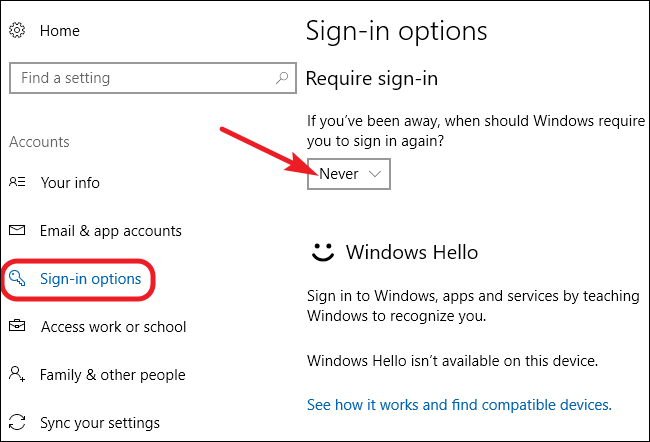 Home
Find a setting
Accounts
Your info
Email & app accounts
Sign-in options
Access work or school
Family & other people
Sync your settings
Sign-in options
Require sign-in
If you've been away, when should Windows require
you to sign in again?
Never
Windows Hello
Sign in to Windows, apps and services by teaching
Windows to recognize you.
Windows Hello isn't available on this device.
See how it works and find compatible devices.